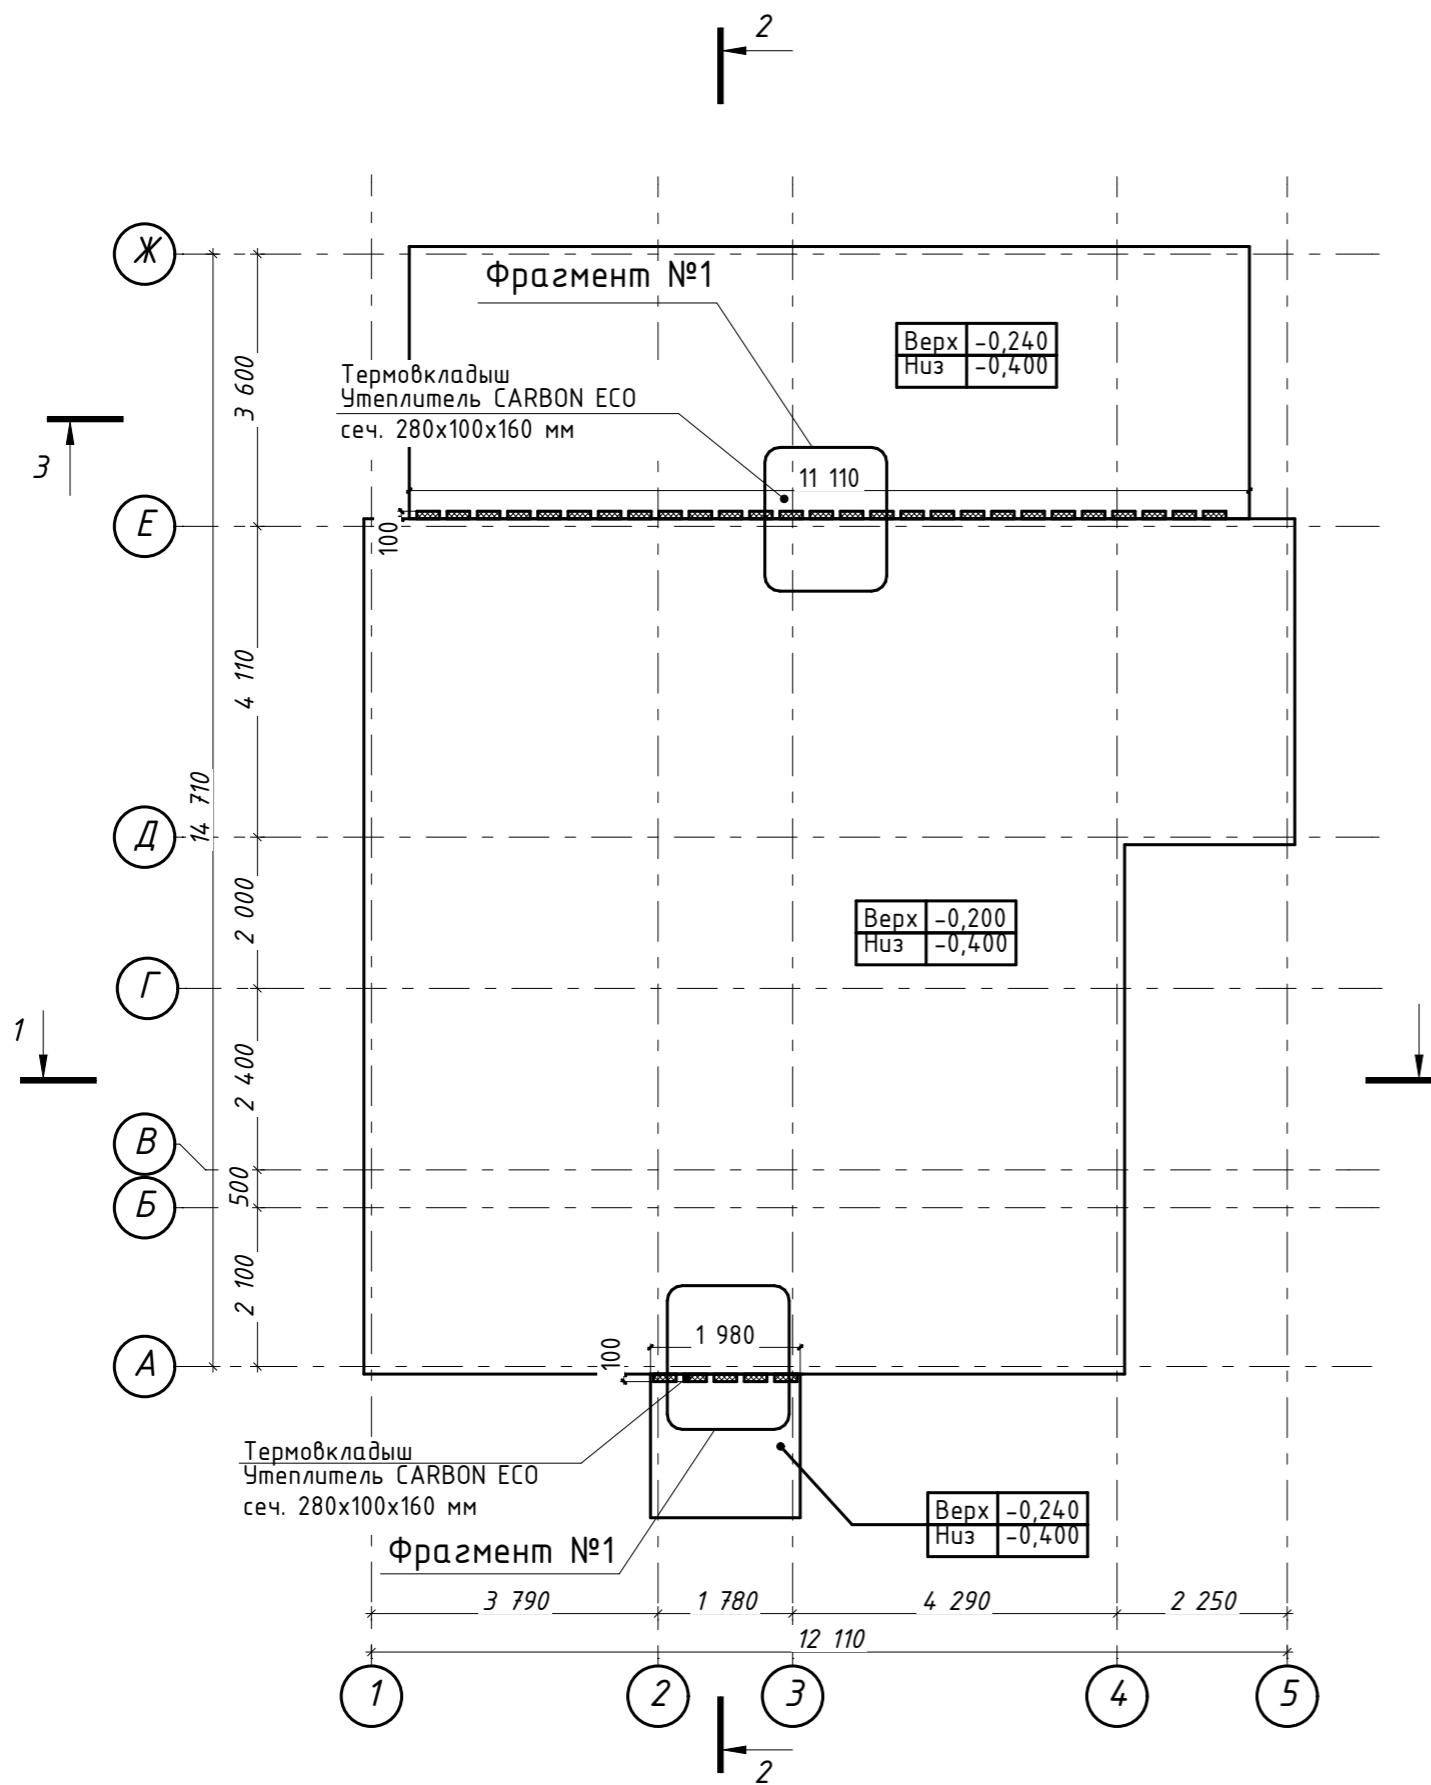 2
Ж
Фрагмент №1
Верх -0,240
Низ -0,400
3 600
Термовкладыш
Утеплитель CARBON ECO
сеч. 280x100x160 мм
3
11 110
Е
100
4 110
14 710
Д
2 000
Верх -0,200
Низ -0,400
Г
1
2 400
В
500
Б
2 100
1 980
100
А
Термовкладыш
Утеплитель CARBON ECO
сеч. 280x100x160 мм
Верх -0,240
Низ -0,400
Фрагмент №1
3 790
1 780
4 290
2 250
12 110
1
2
3
4
5
2